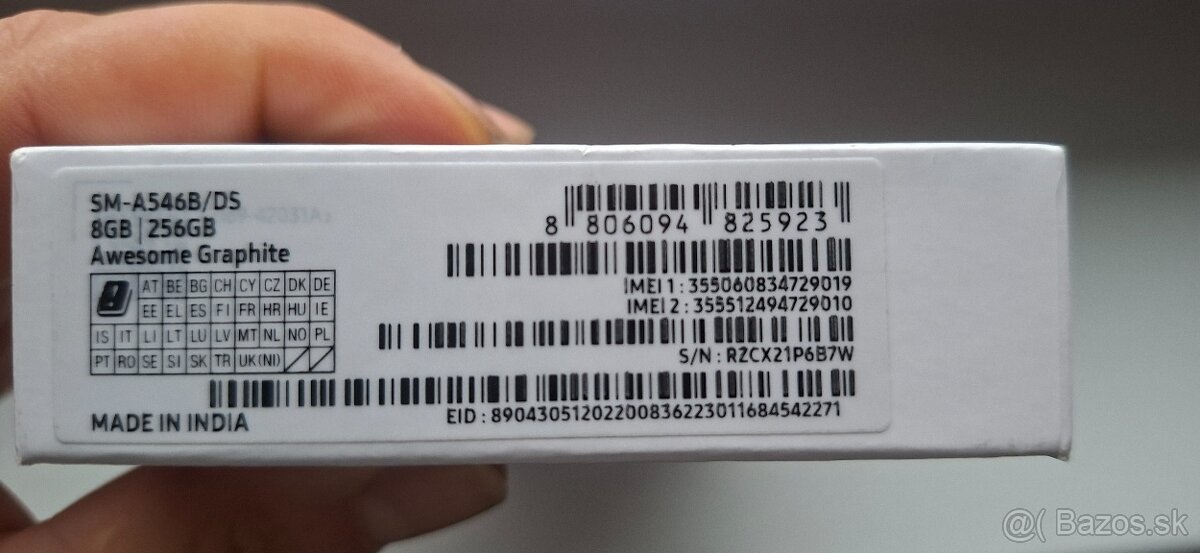 SM-A546B/DS
8GB | 256GB
Awesome Graphite
AT BE BG CH CY CZ DK DE
EE EL ES FI FR HR HU IE
IS IT LI LT LU LV MT NL NO PL
PT RO SE SI SK TR UK(NI)
MADE IN INDIA
8 806094 825923
IMEI 1 : 355060834729019
IMEI 2 : 355512494729010
S/N : RZCX21P6B7W
EID : 89043051202200836223011684542271
@( Bazos.sk